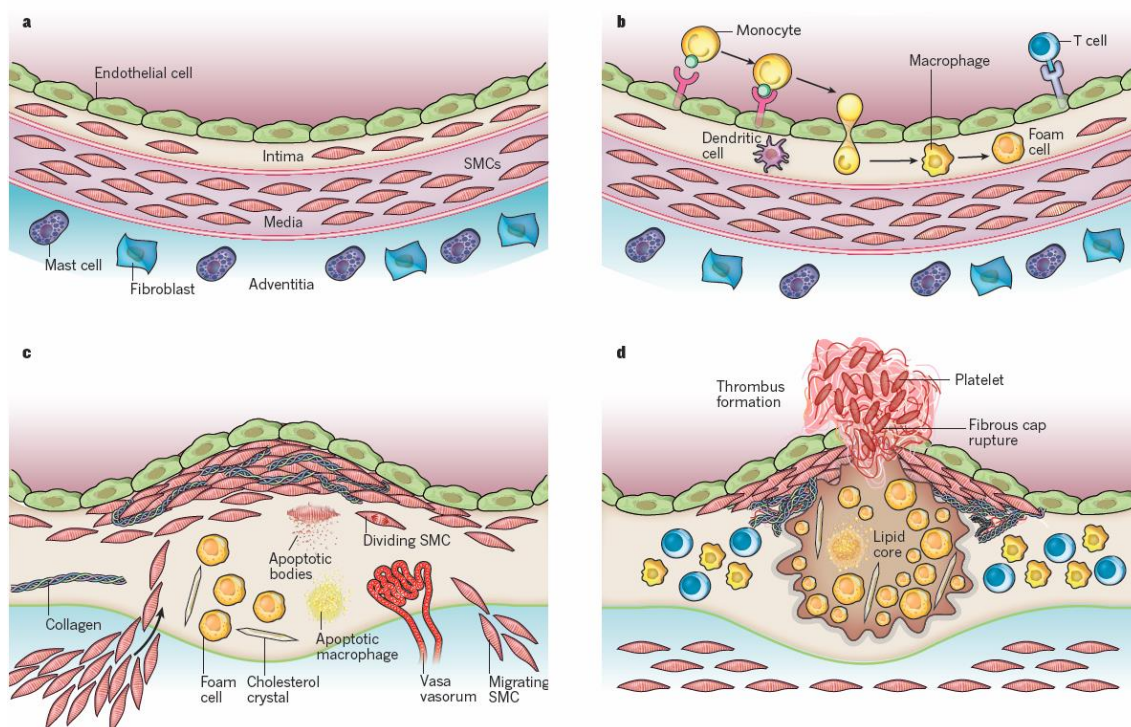 a
Endothelial cell
Intima
SMCs
Media
Mast cell
Fibroblast
Adventitia
b
Monocyte
T cell
Macrophage
Dendritic
cell
Foam
cell
c
Apoptotic
bodies
Dividing SMC
Collagen
Apoptotic
macrophage
Foam
cell
Cholesterol
crystal
Vasa
vasorum
Migrating
SMC
d
Thrombus
formation
Platelet
Fibrous cap
rupture
Lipid
core